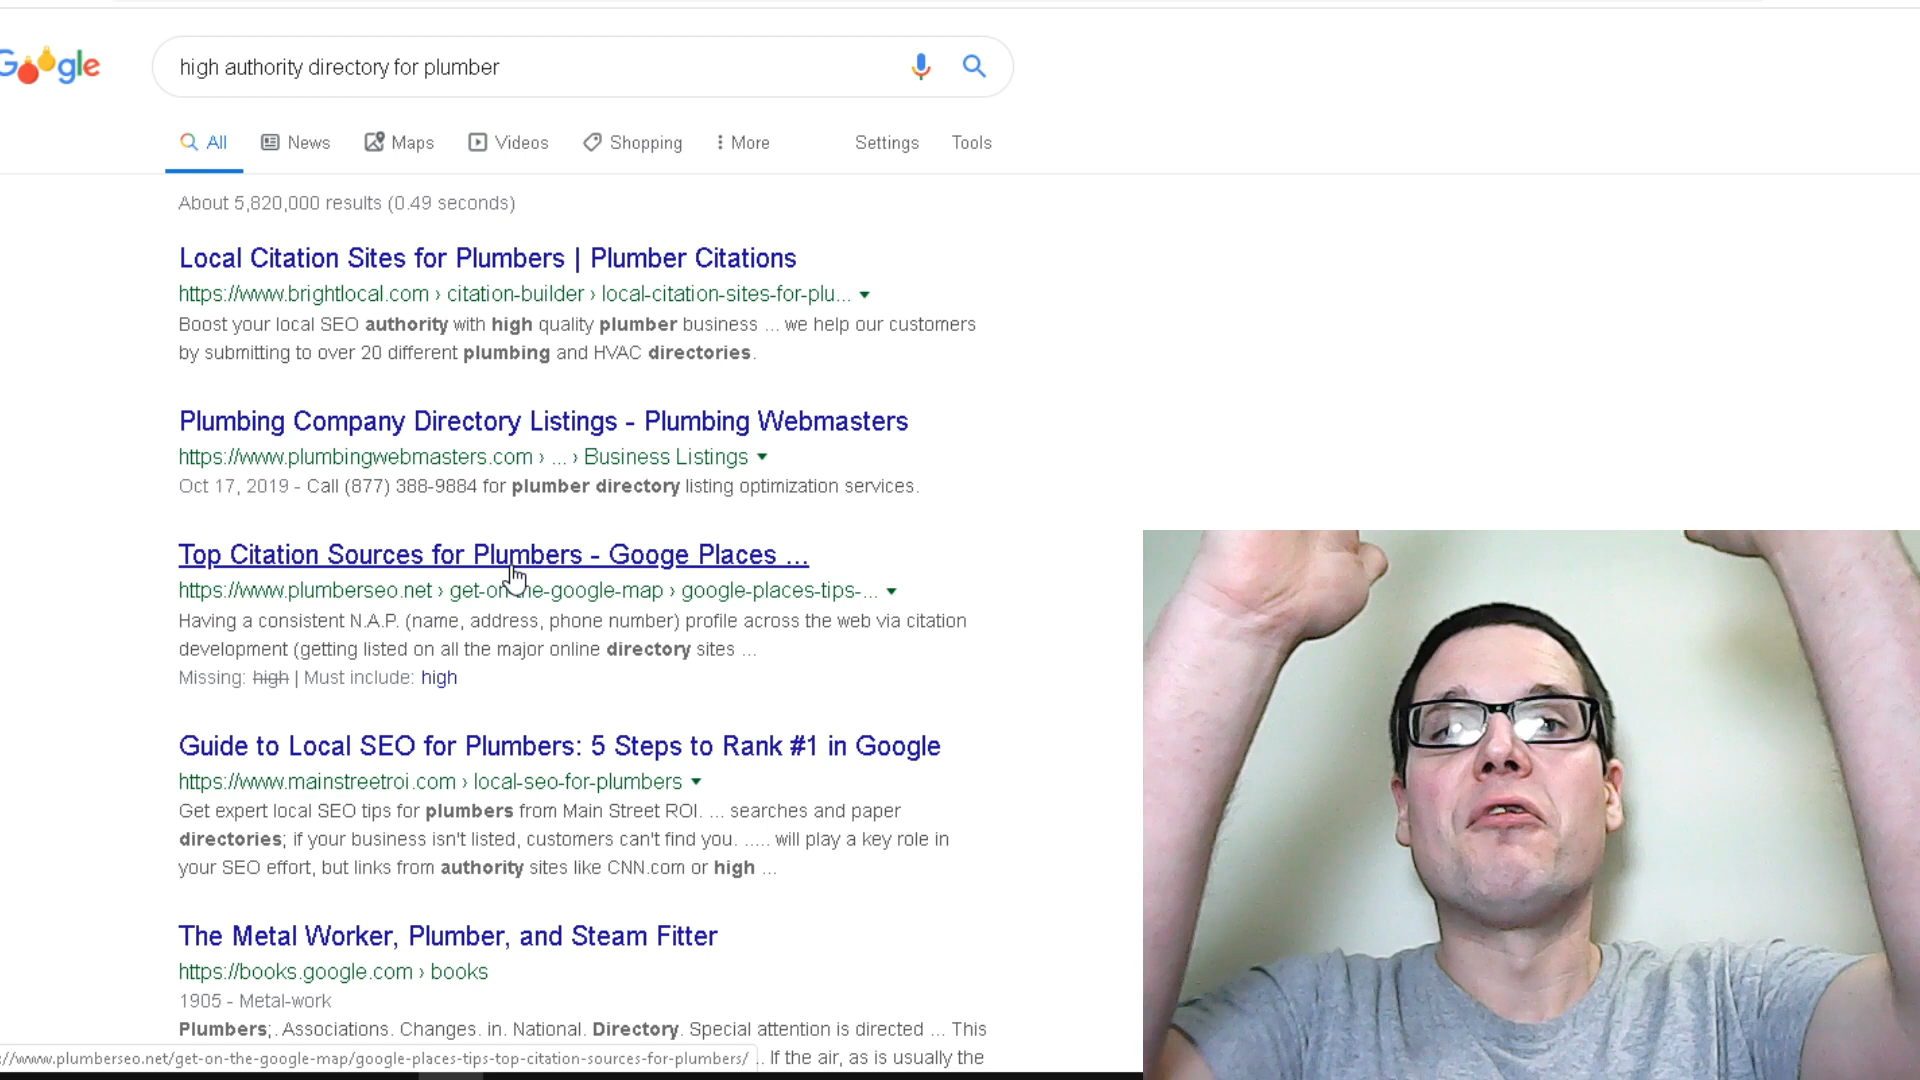 Google
high authority directory for plumber
All News Maps Videos Shopping More Settings Tools
About 5,820,000 results (0.49 seconds)
Local Citation Sites for Plumbers | Plumber Citations
https://www.brightlocal.com › citation-builder › local-citation-sites-for-plu...
Boost your local SEO authority with high quality plumber business ... we help our customers
by submitting to over 20 different plumbing and HVAC directories.
Plumbing Company Directory Listings - Plumbing Webmasters
https://www.plumbingwebmasters.com › ... › Business Listings
Oct 17, 2019 - Call (877) 388-9884 for plumber directory listing optimization services.
Top Citation Sources for Plumbers - Googe Places ...
https://www.plumberseo.net › get-on-the-google-map › google-places-tips-...
Having a consistent N.A.P. (name, address, phone number) profile across the web via citation
development (getting listed on all the major online directory sites ...
Missing: high | Must include: high
Guide to Local SEO for Plumbers: 5 Steps to Rank #1 in Google
https://www.mainstreetroi.com › local-seo-for-plumbers
Get expert local SEO tips for plumbers from Main Street ROI. ... searches and paper
directories; if your business isn't listed, customers can't find you. ..... will play a key role in
your SEO effort, but links from authority sites like CNN.com or high ...
The Metal Worker, Plumber, and Steam Fitter
https://books.google.com › books
1905 - Metal-work
Plumbers;. Associations. Changes. in. National. Directory. Special attention is directed ... This
://www.plumberseo.net/get-on-the-google-map/google-places-tips-top-citation-sources-for-plumbers/ .. If the air, as is usually the